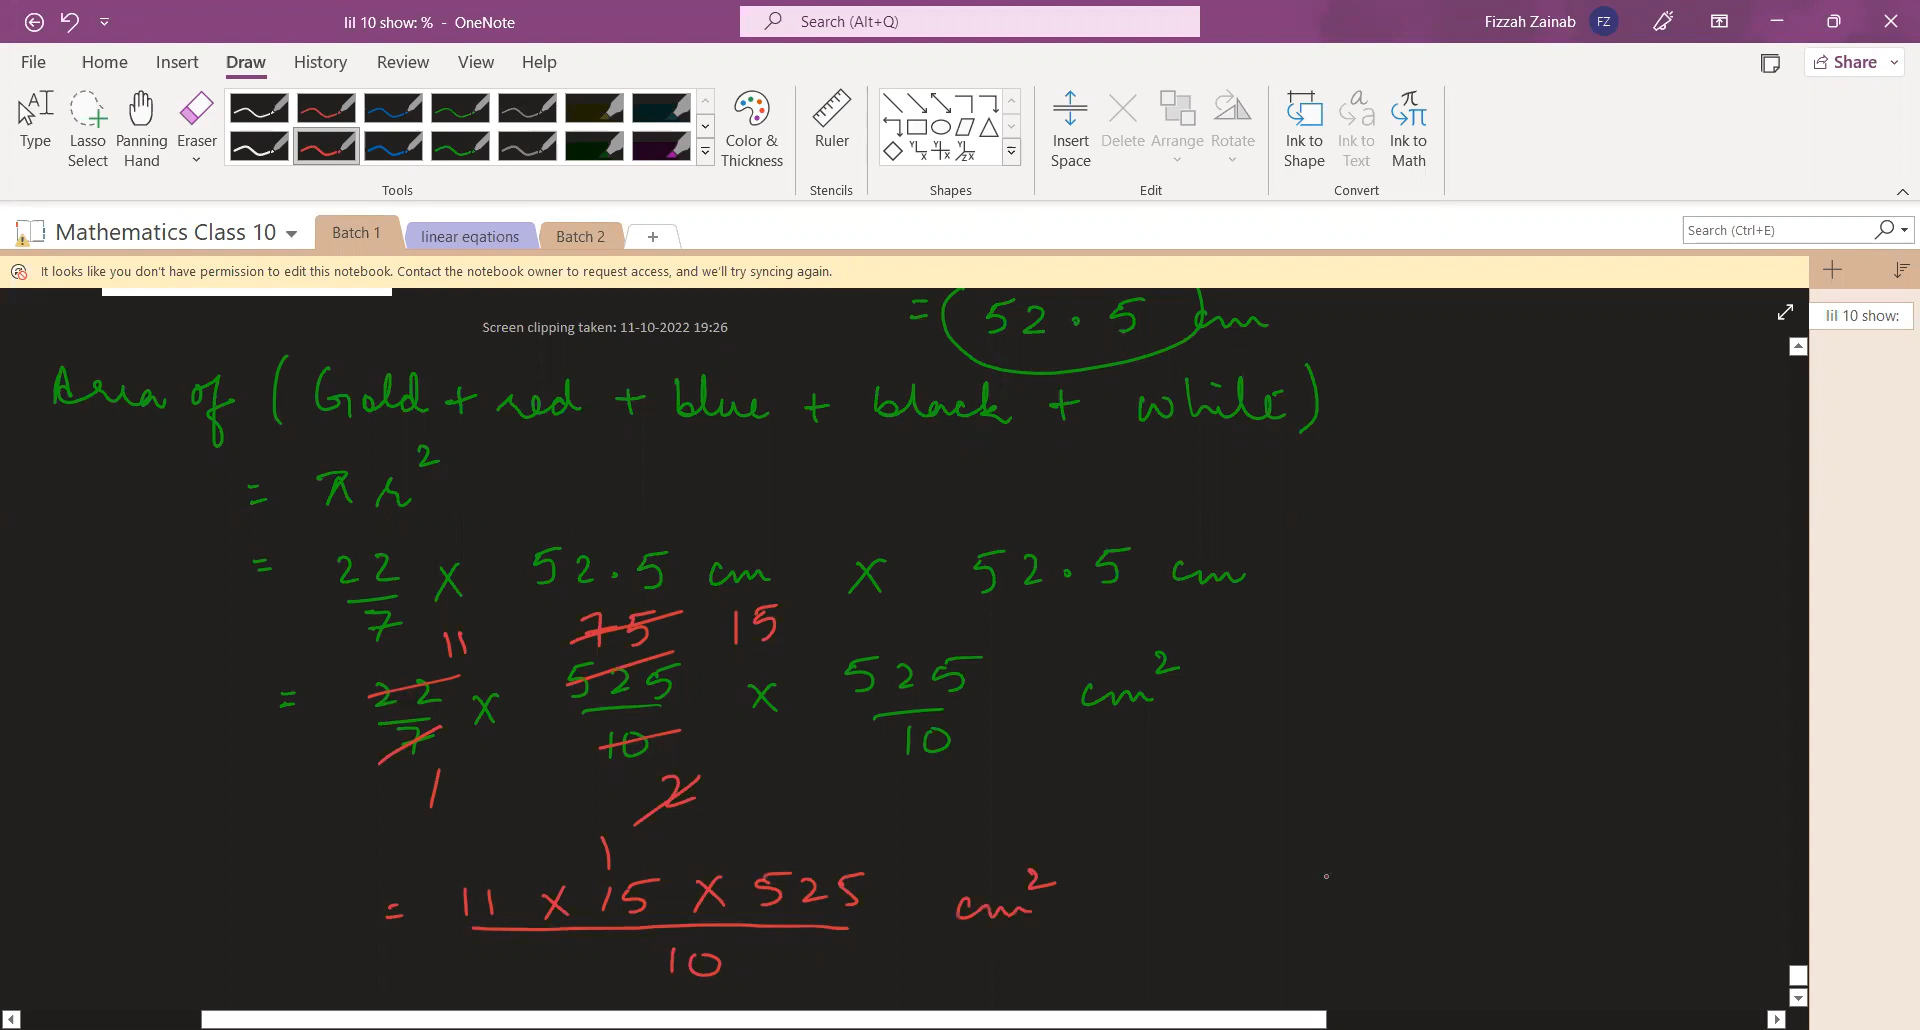 lil 10 show: % - OneNote
Search (Alt+Q)
Fizzah Zainab FZ
File Home Insert Draw History Review View Help
Share
Type
Lasso Select
Panning Hand
Eraser
Color & Thickness
Ruler
Insert Space
Delete
Arrange
Rotate
Ink to Shape
Ink to Text
Ink to Math
Tools Stencils Shapes Edit Convert
Mathematics Class 10 Batch 1 linear eqations Batch 2 +
Search (Ctrl+E)
It looks like you don't have permission to edit this notebook. Contact the notebook owner to request access, and we'll try syncing again.
lil 10 show:
= 52.5 cm
Screen clipping taken: 11-10-2022 19:26
Area of (Gold + red + blue + black + white)
= π r²
= 22/7 x 52.5 cm x 52.5 cm
11 75 15
= 22/7 x 525/10 x 525/10 cm²
1 2
1
= 11 x 15 x 525 / 10 cm²